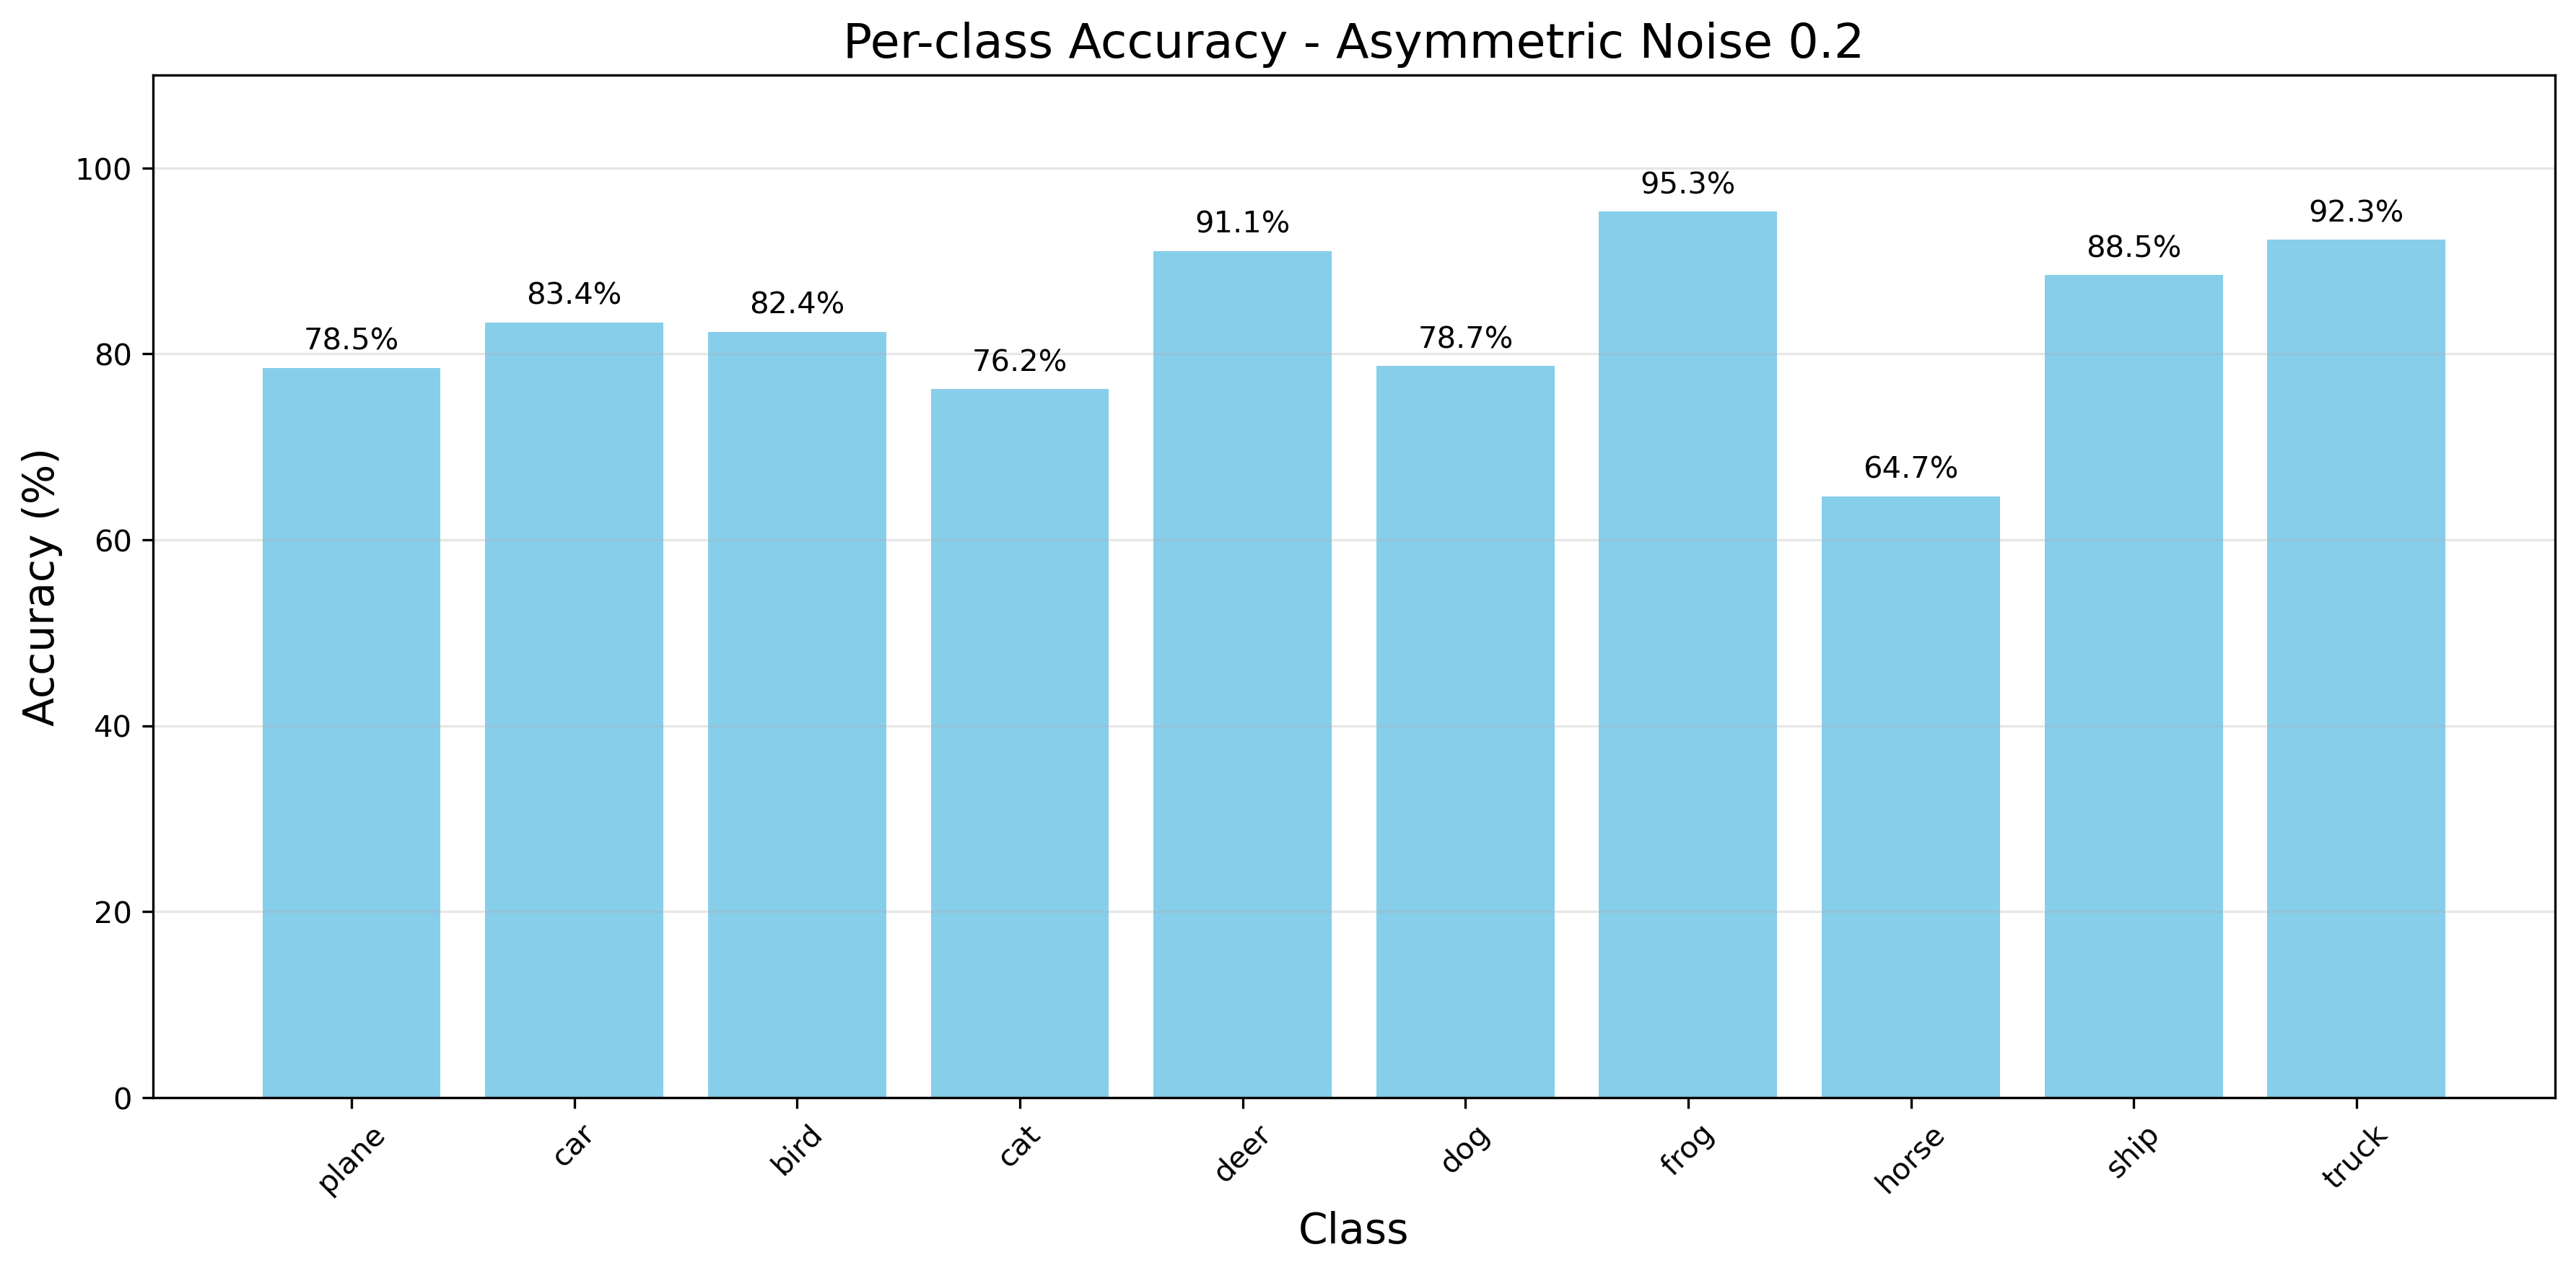 Per-class Accuracy - Asymmetric Noise 0.2
Accuracy (%)
100
80
60
40
20
0
78.5%
83.4%
82.4%
76.2%
91.1%
78.7%
95.3%
64.7%
88.5%
92.3%
plane
car
bird
cat
deer
dog
frog
horse
ship
truck
Class